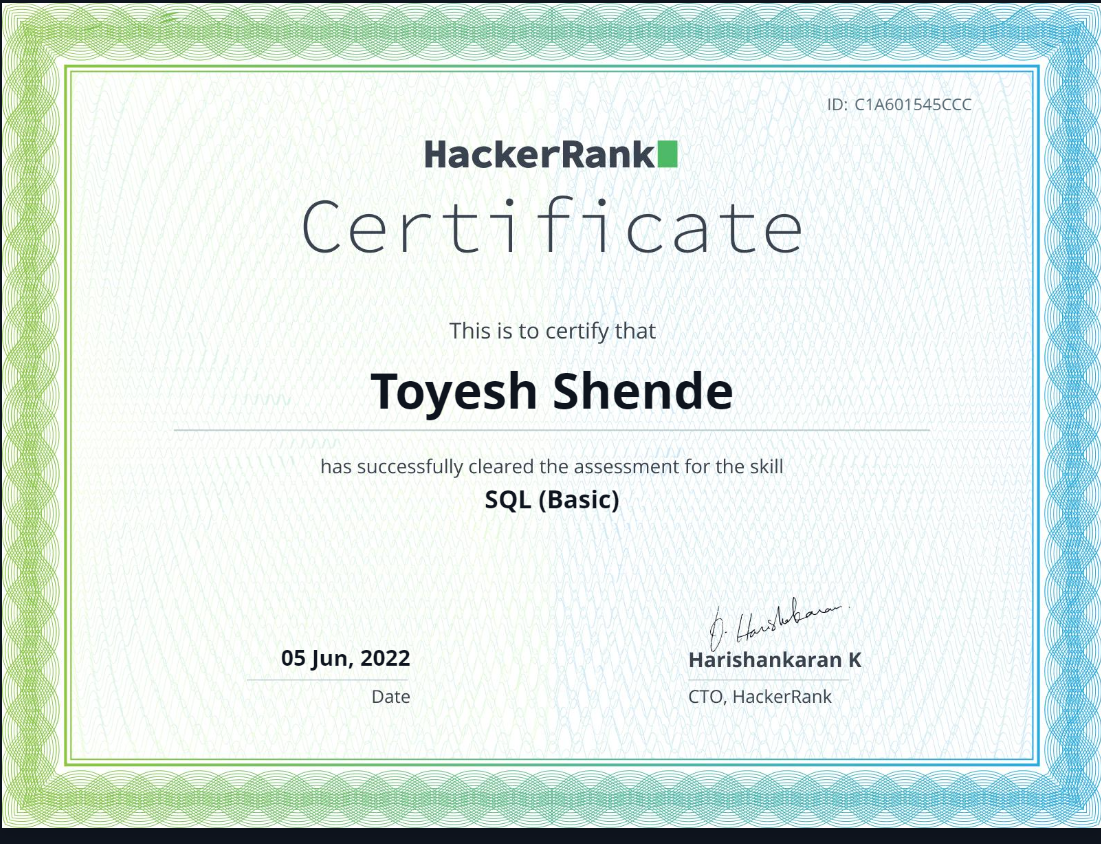 ID: C1A601545CCC
HackerRank
Certificate
This is to certify that
Toyesh Shende
has successfully cleared the assessment for the skill
SQL (Basic)
05 Jun, 2022
Date
H. Harishankaran
Harishankaran K
CTO, HackerRank